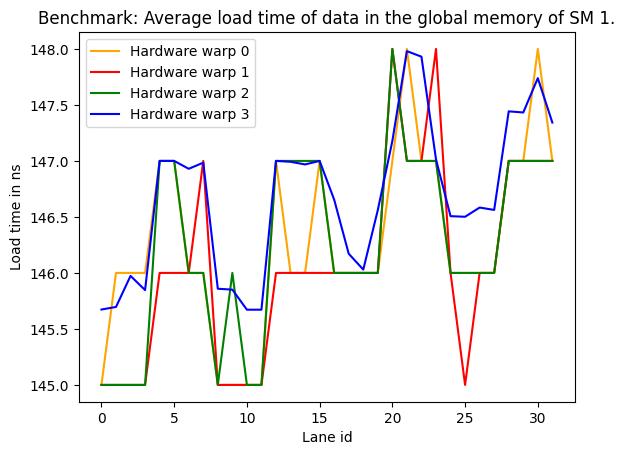 Benchmark: Average load time of data in the global memory of SM 1.
148.0
147.5
147.0
146.5
146.0
145.5
145.0
Load time in ns
Hardware warp 0
Hardware warp 1
Hardware warp 2
Hardware warp 3
0 5 10 15 20 25 30
Lane id